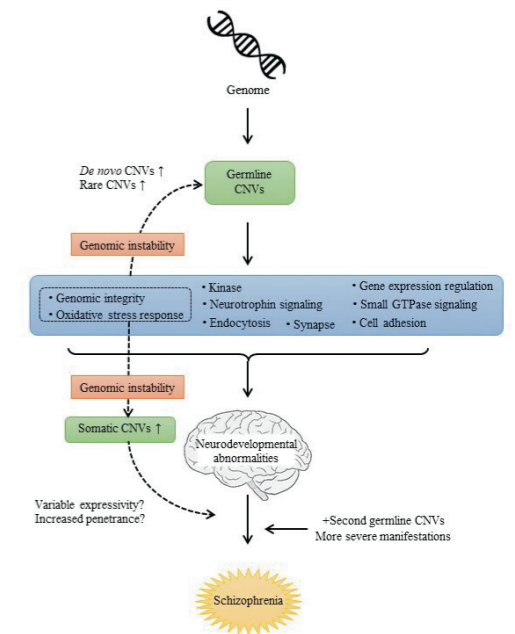 Genome
De novo CNVs ↑
Rare CNVs ↑
Germline
CNVs
Genomic instability
• Genomic integrity
• Oxidative stress response
• Kinase
• Neurotrophin signaling
• Endocytosis • Synapse
• Gene expression regulation
• Small GTPase signaling
• Cell adhesion
Genomic instability
Somatic CNVs ↑
Neurodevelopmental
abnormalities
Variable expressivity?
Increased penetrance?
+Second germline CNVs
More severe manifestations
Schizophrenia